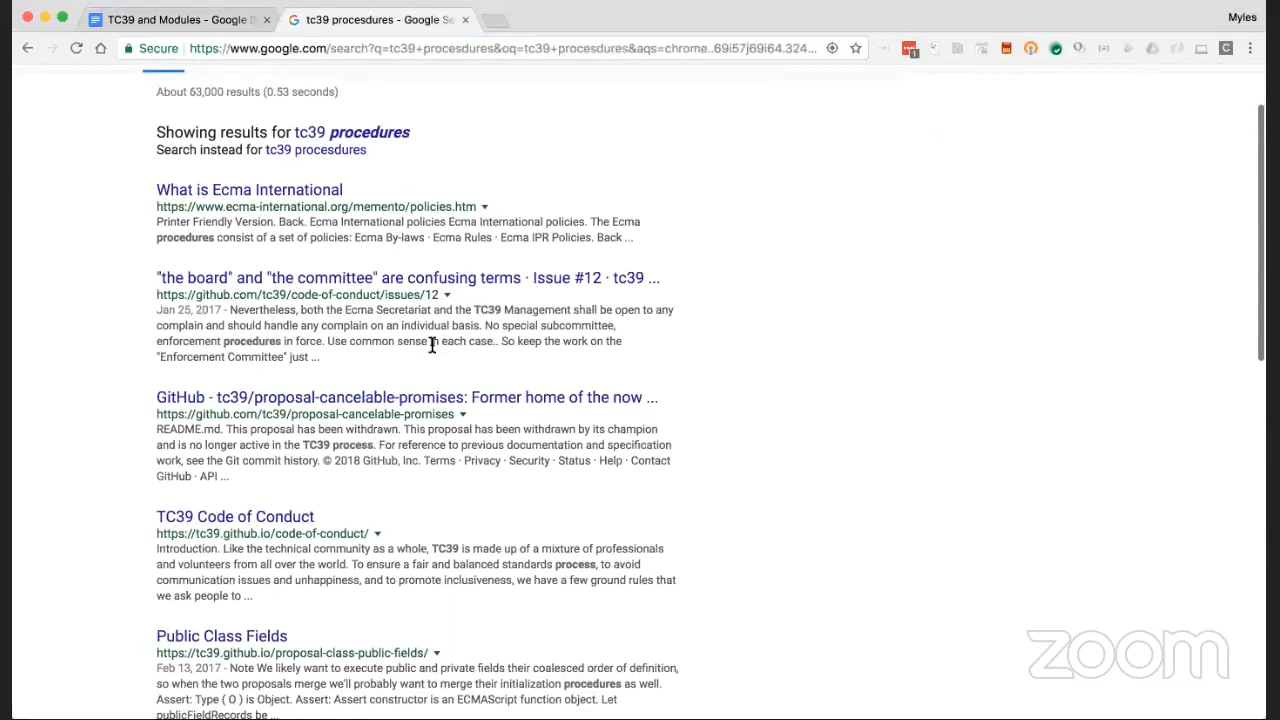 TC39 and Modules - Google D
tc39 procesdures - Google Se
Myles
Secure
https://www.google.com/search?q=tc39+procesdures&oq=tc39+procesdures&aqs=chrome..69i57j69i64.324...
About 63,000 results (0.53 seconds)
Showing results for tc39 procedures
Search instead for tc39 procesdures
What is Ecma International
https://www.ecma-international.org/memento/policies.htm
Printer Friendly Version. Back. Ecma International policies Ecma International policies. The Ecma
procedures consist of a set of policies: Ecma By-laws · Ecma Rules · Ecma IPR Policies. Back ...
"the board" and "the committee" are confusing terms · Issue #12 · tc39 ...
https://github.com/tc39/code-of-conduct/issues/12
Jan 25, 2017 - Nevertheless, both the Ecma Secretariat and the TC39 Management shall be open to any
complain and should handle any complain on an individual basis. No special subcommittee,
enforcement procedures in force. Use common sense in each case.. So keep the work on the
"Enforcement Committee" just ...
GitHub - tc39/proposal-cancelable-promises: Former home of the now ...
https://github.com/tc39/proposal-cancelable-promises
README.md. This proposal has been withdrawn. This proposal has been withdrawn by its champion
and is no longer active in the TC39 process. For reference to previous documentation and specification
work, see the Git commit history. © 2018 GitHub, Inc. Terms · Privacy · Security · Status · Help · Contact
GitHub · API ...
TC39 Code of Conduct
https://tc39.github.io/code-of-conduct/
Introduction. Like the technical community as a whole, TC39 is made up of a mixture of professionals
and volunteers from all over the world. To ensure a fair and balanced standards process, to avoid
communication issues and unhappiness, and to promote inclusiveness, we have a few ground rules that
we ask people to ...
Public Class Fields
https://tc39.github.io/proposal-class-public-fields/
Feb 13, 2017 - Note We likely want to execute public and private fields their coalesced order of definition,
so when the two proposals merge we'll probably want to merge their initialization procedures as well.
Assert: Type ( O ) is Object. Assert: Assert constructor is an ECMAScript function object. Let
publicFieldRecords be ...
zoom